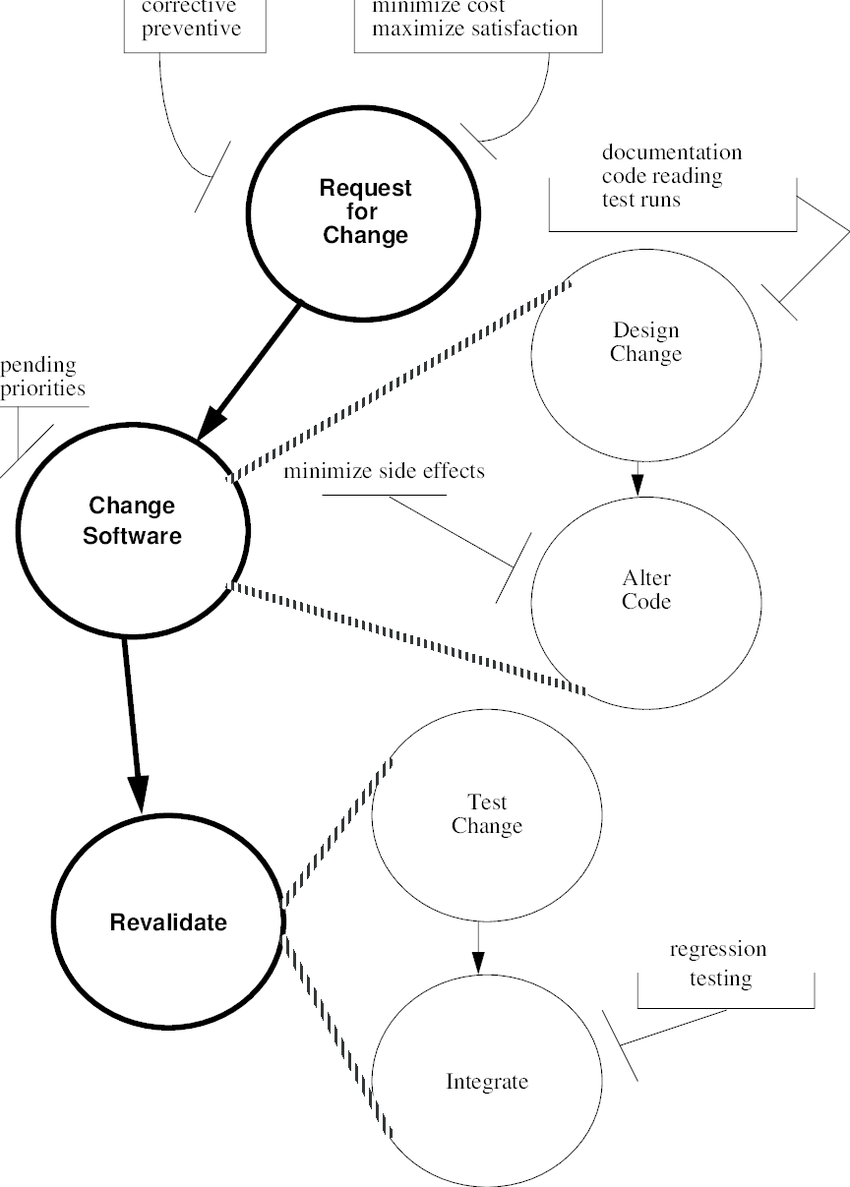 corrective
preventive
minimize cost
maximize satisfaction
documentation
code reading
test runs
Request
for
Change
Design
Change
pending
priorities
minimize side effects
Change
Software
Alter
Code
Test
Change
Revalidate
regression
testing
Integrate